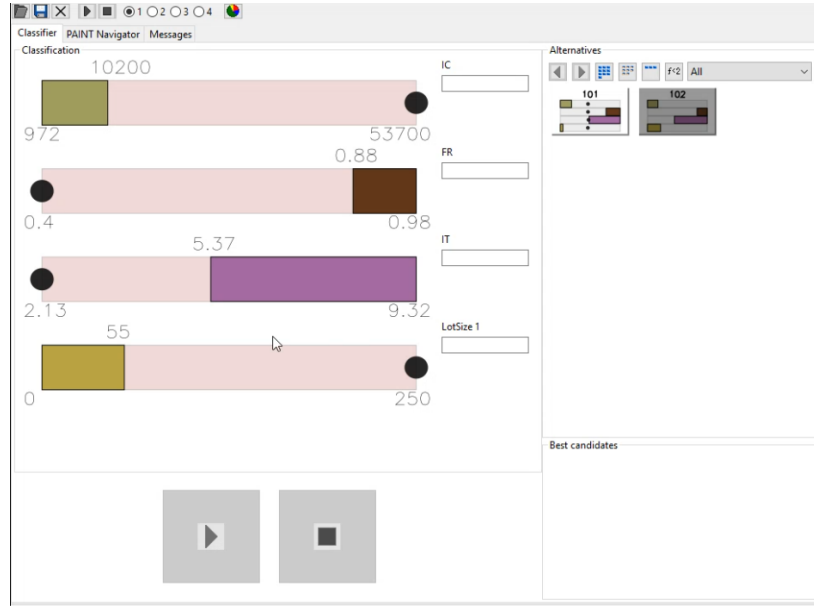 1 2 3 4
Classifier PAINT Navigator Messages
Classification
10200
972 53700
IC
0.88
0.4 0.98
FR
5.37
2.13 9.32
IT
55
0 250
LotSize 1
Alternatives
f<2 All
101 102
Best candidates